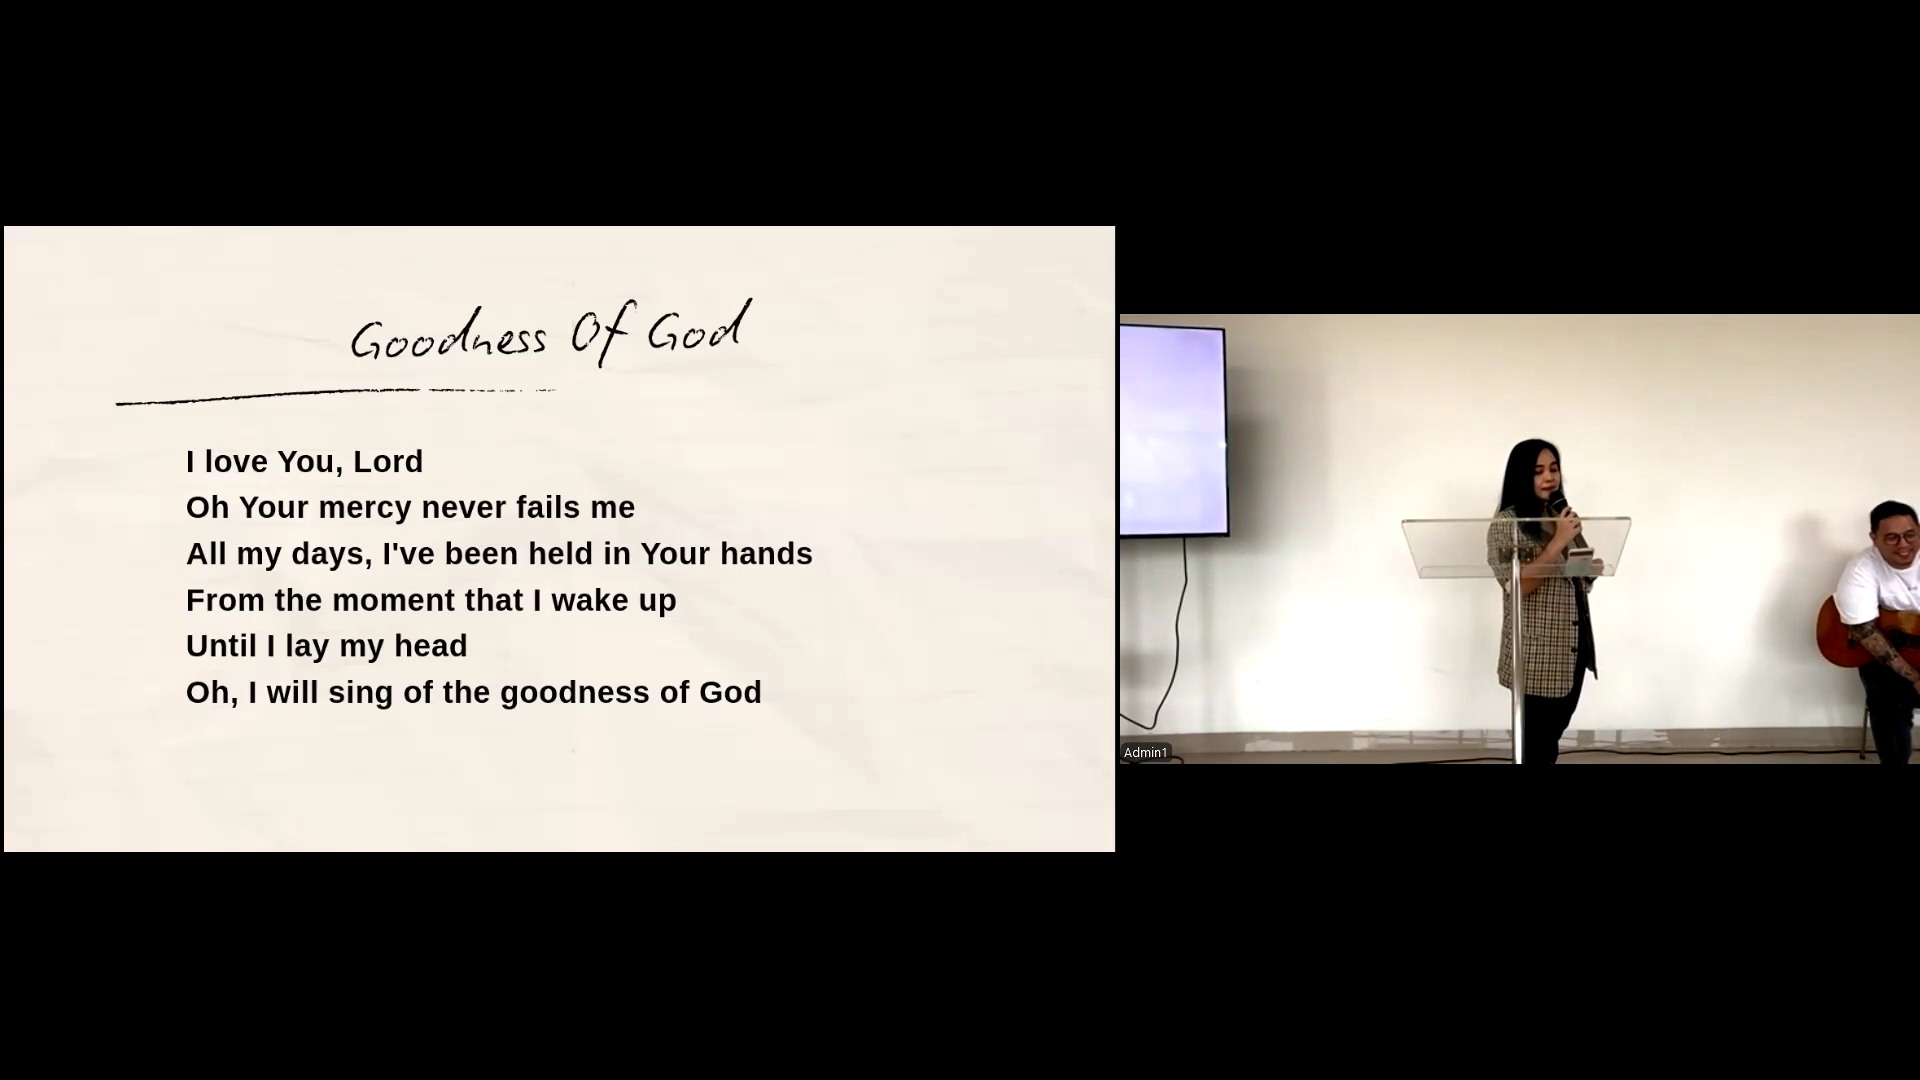 Goodness Of God
I love You, Lord
Oh Your mercy never fails me
All my days, I've been held in Your hands
From the moment that I wake up
Until I lay my head
Oh, I will sing of the goodness of God
Admin1